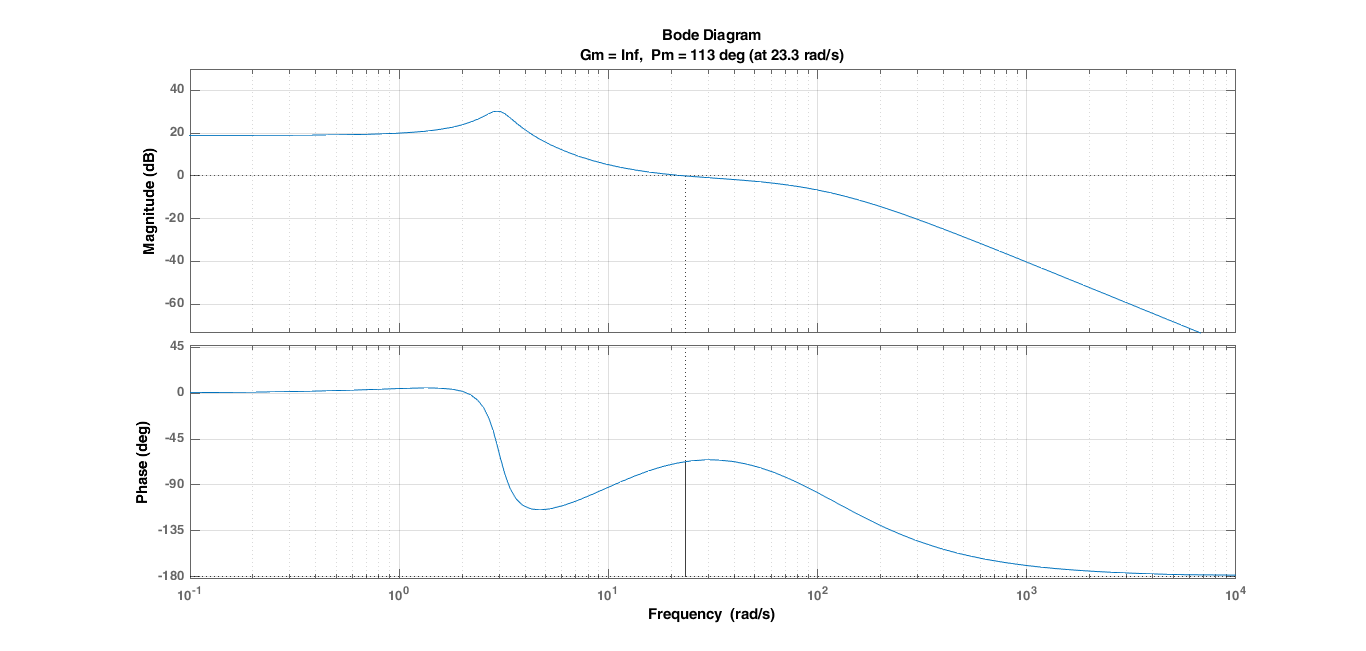 Bode Diagram
Gm = Inf,  Pm = 113 deg (at 23.3 rad/s)
Magnitude (dB)
40
20
0
-20
-40
-60
Phase (deg)
45
0
-45
-90
-135
-180
10^-1 10^0 10^1 10^2 10^3 10^4
Frequency  (rad/s)